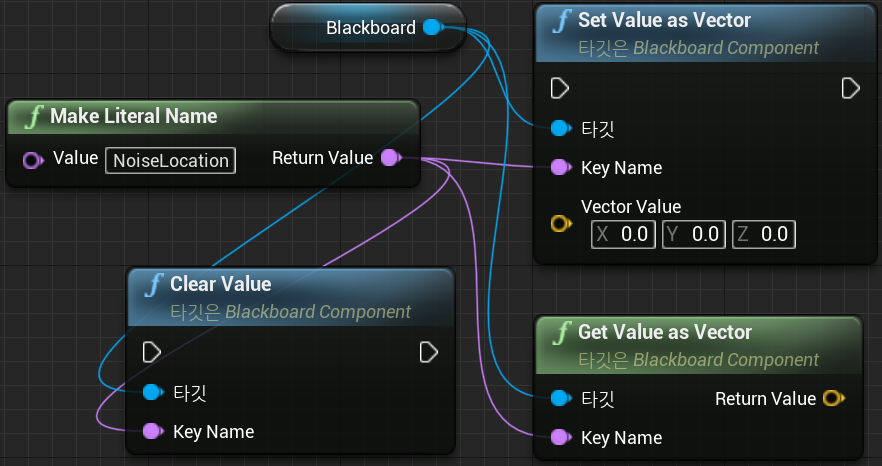 Blackboard
Set Value as Vector
타깃은 Blackboard Component
타깃
Key Name
Vector Value
X 0.0 Y 0.0 Z 0.0
f Make Literal Name
Value NoiseLocation Return Value
f Clear Value
타깃은 Blackboard Component
타깃
Key Name
f Get Value as Vector
타깃은 Blackboard Component
타깃 Return Value
Key Name